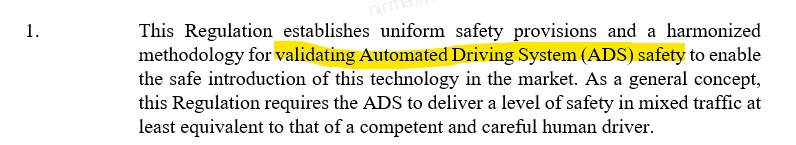 1. This Regulation establishes uniform safety provisions and a harmonized
methodology for validating Automated Driving System (ADS) safety to enable
the safe introduction of this technology in the market. As a general concept,
this Regulation requires the ADS to deliver a level of safety in mixed traffic at
least equivalent to that of a competent and careful human driver.